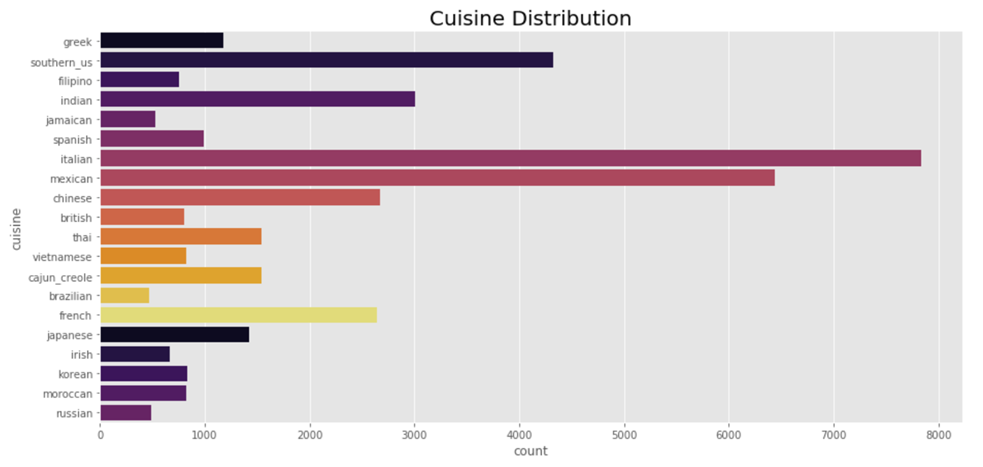 Cuisine Distribution
greek
southern_us
filipino
indian
jamaican
spanish
italian
mexican
chinese
british
thai
vietnamese
cajun_creole
brazilian
french
japanese
irish
korean
moroccan
russian
cuisine
0 1000 2000 3000 4000 5000 6000 7000 8000
count